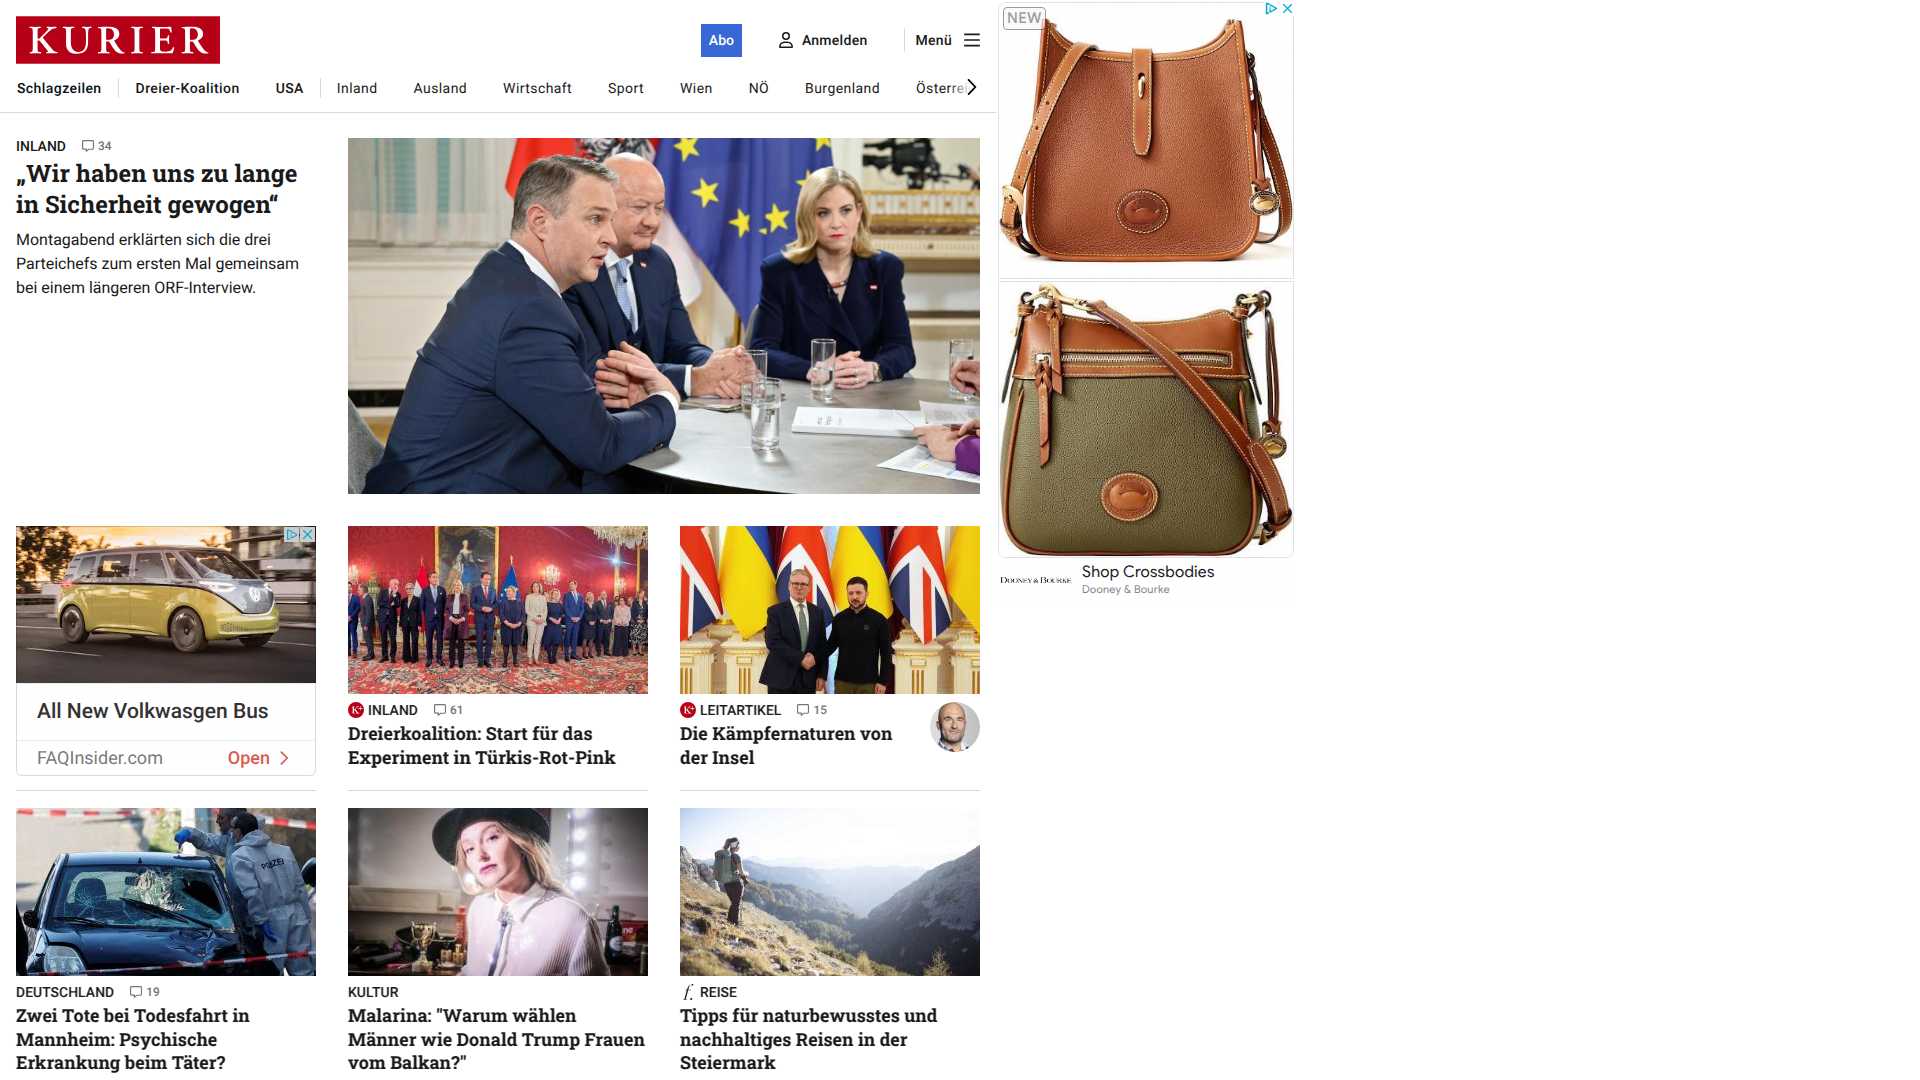 KURIER
Abo
Anmelden
Menü
Schlagzeilen
Dreier-Koalition
USA
Inland
Ausland
Wirtschaft
Sport
Wien
NÖ
Burgenland
Österre
INLAND 34
„Wir haben uns zu lange
in Sicherheit gewogen“
Montagabend erklärten sich die drei
Parteichefs zum ersten Mal gemeinsam
bei einem längeren ORF-Interview.
NEW
DOONEY & BOURKE
Shop Crossbodies
Dooney & Bourke
All New Volkwasgen Bus
FAQInsider.com
Open
K+ INLAND 61
Dreierkoalition: Start für das
Experiment in Türkis-Rot-Pink
K+ LEITARTIKEL 15
Die Kämpfernaturen von
der Insel
POLIZEI
DEUTSCHLAND 19
Zwei Tote bei Todesfahrt in
Mannheim: Psychische
Erkrankung beim Täter?
KULTUR
Malarina: "Warum wählen
Männer wie Donald Trump Frauen
vom Balkan?"
f. REISE
Tipps für naturbewusstes und
nachhaltiges Reisen in der
Steiermark